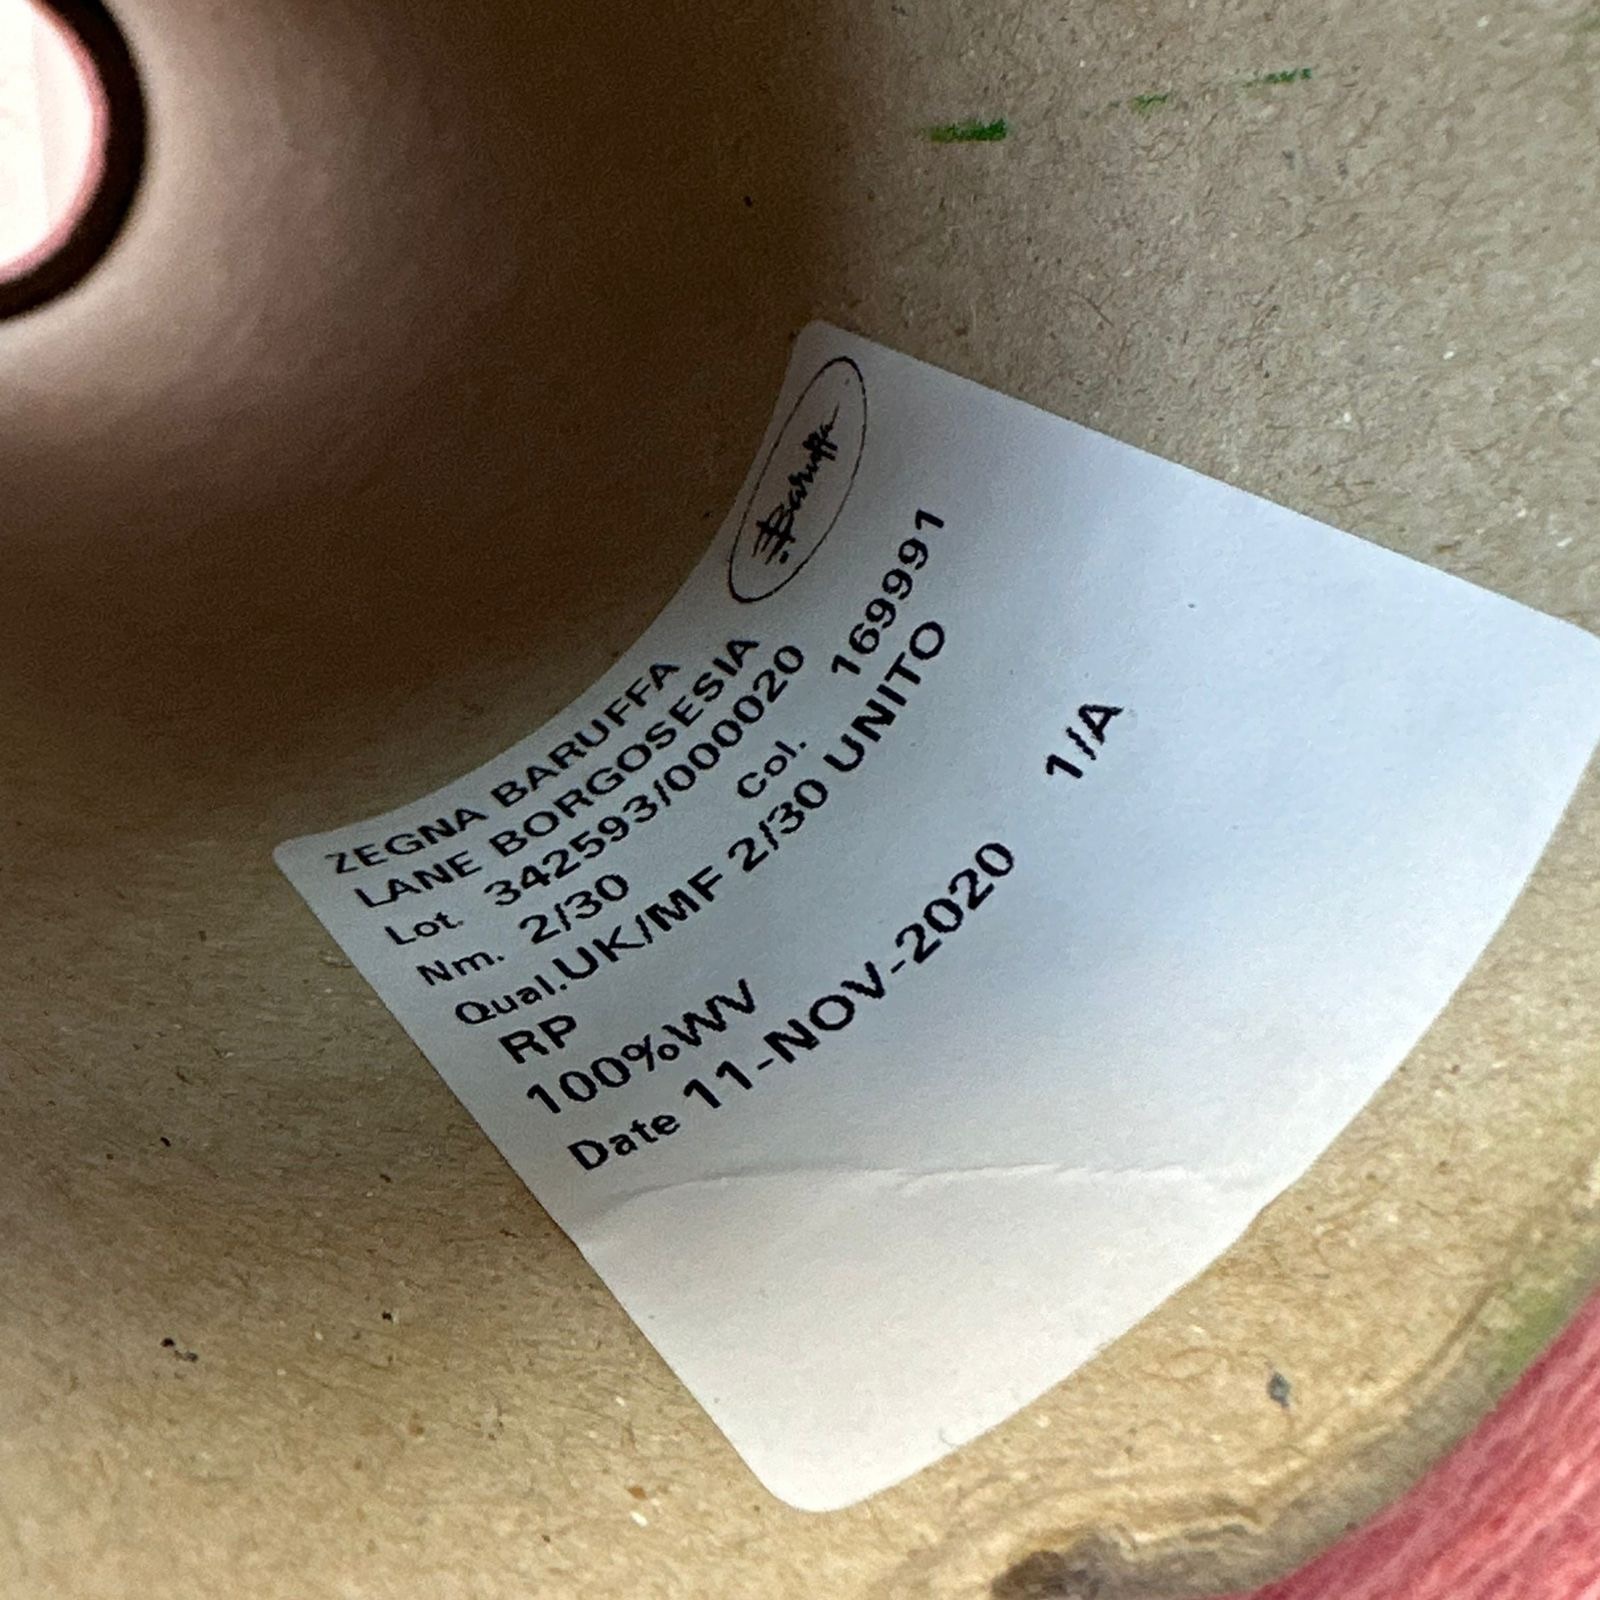 Baruffa
ZEGNA BARUFFA
LANE BORGOSESIA
Lot 342593/000020 Col. 169991
Nm. 2/30
Qual.UK/MF 2/30 UNITO
RP
100%WV
Date 11-NOV-2020 1/A